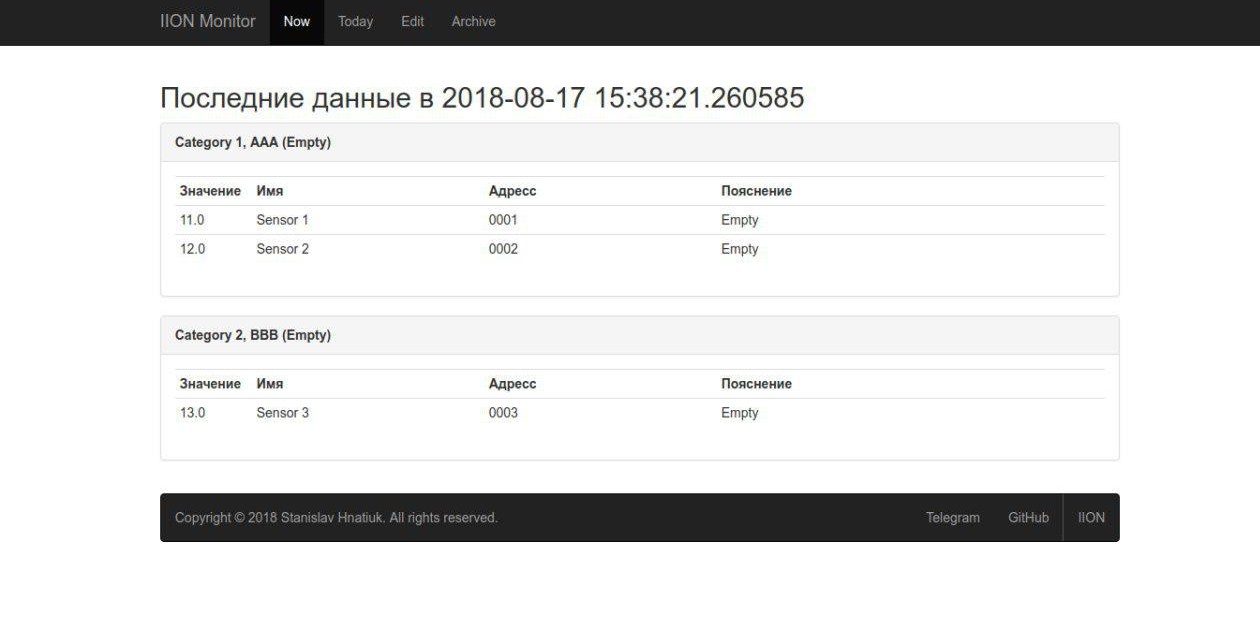 IION Monitor Now Today Edit Archive
Последние данные в 2018-08-17 15:38:21.260585
Category 1, AAA (Empty)
Значение Имя Адресс Пояснение
11.0 Sensor 1 0001 Empty
12.0 Sensor 2 0002 Empty
Category 2, BBB (Empty)
Значение Имя Адресс Пояснение
13.0 Sensor 3 0003 Empty
Copyright © 2018 Stanislav Hnatiuk. All rights reserved. Telegram GitHub IION